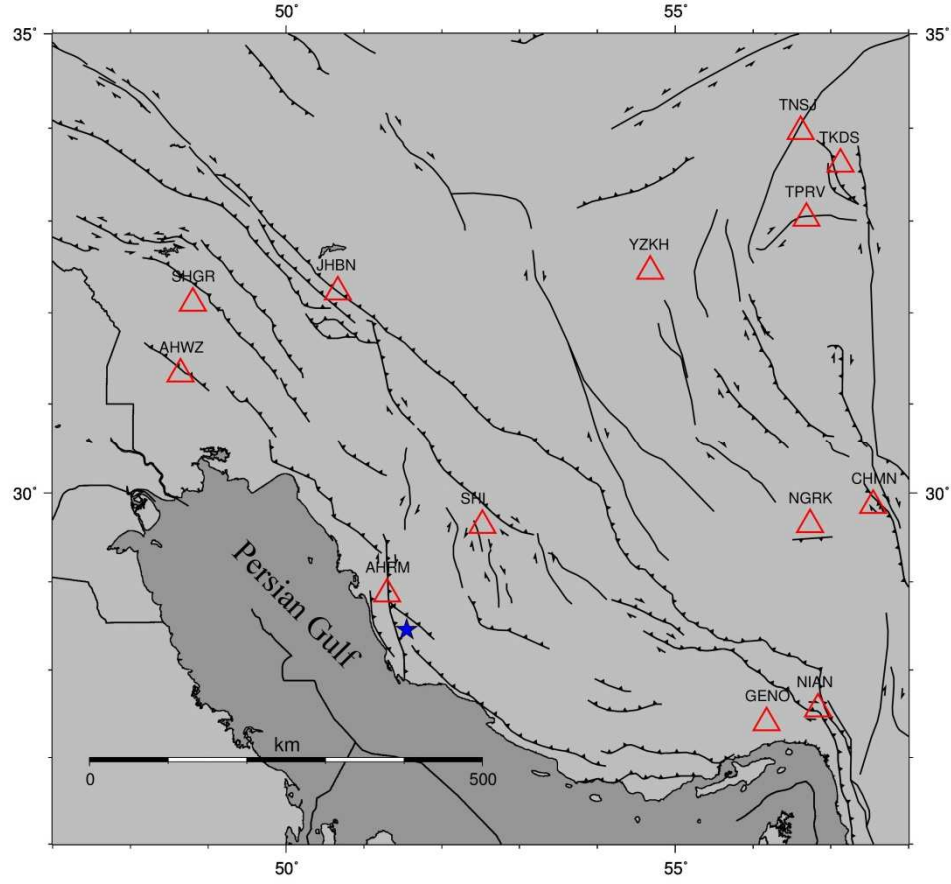 50° 55°
35° 35°
TNSJ
TKDS
TPRV
YZKH
JHBN
SHGR
AHWZ
CHMN
30° 30°
SHI NGRK
AHRM
Persian Gulf
NIAN
GENO
km
0 500
50° 55°